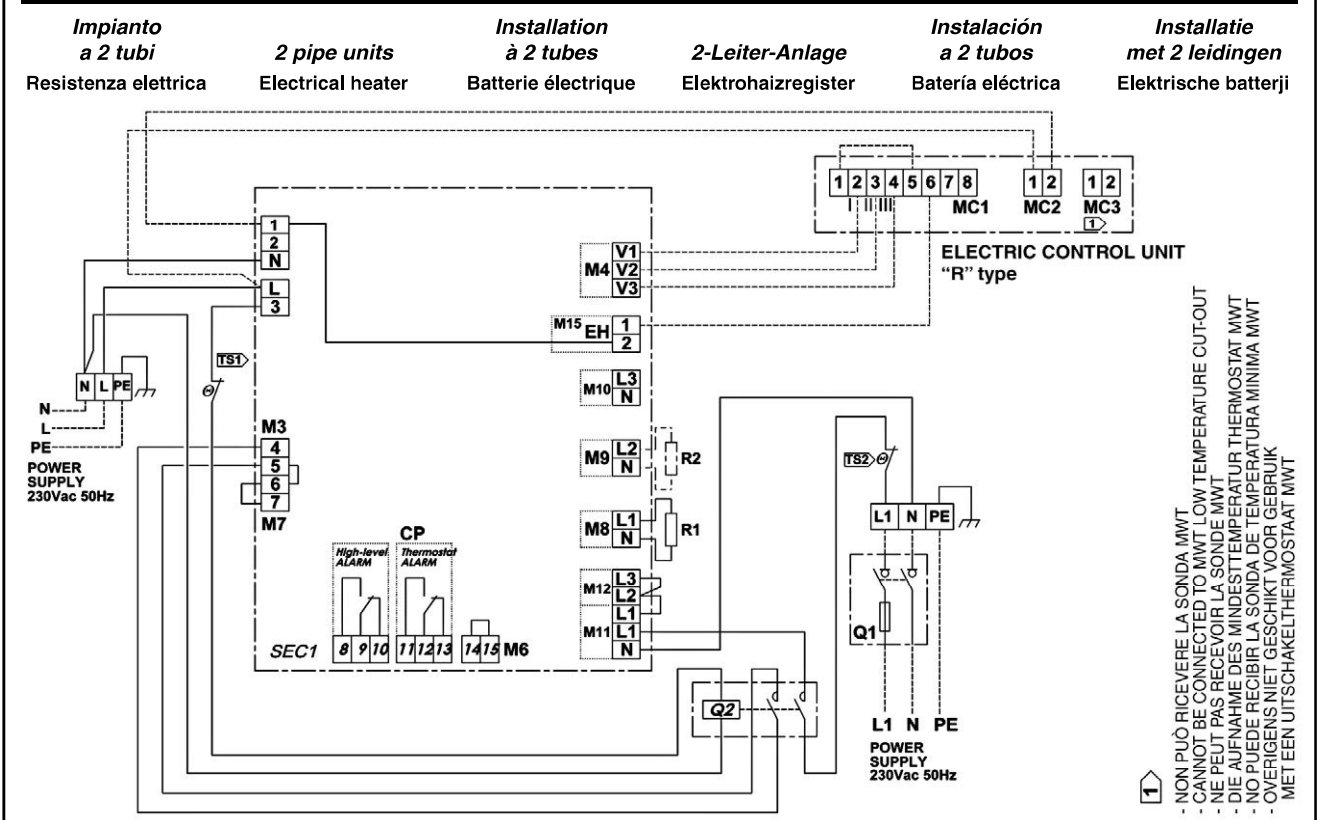 Impianto
a 2 tubi
Resistenza elettrica
2 pipe units
Electrical heater
Installation
à 2 tubes
Batterie électrique
2-Leiter-Anlage
Elektrohaizregister
Instalación
a 2 tubos
Batería eléctrica
Installatie
met 2 leidingen
Elektrische batterji
1 2 3 4 5 6 7 8
I II III
MC1
1 2
MC2
1 2
MC3
1
ELECTRIC CONTROL UNIT
“R” type
1
2
N
L
3
M4
V1
V2
V3
M15
EH
1
2
M10
L3
N
M9
L2
N
R2
M8
L1
N
R1
M12
L3
L2
L1
M11
L1
N
TS1
N L PE
N
L
PE
POWER
SUPPLY
230Vac 50Hz
M3
4
5
6
7
M7
CP
High-level
ALARM
Thermostat
ALARM
SEC1
8 9 10
11 12 13
14 15
M6
Q2
TS2
L1 N PE
Q1
L1 N PE
POWER
SUPPLY
230Vac 50Hz
1
- NON PUÒ RICEVERE LA SONDA MWT
- CANNOT BE CONNECTED TO MWT LOW TEMPERATURE CUT-OUT
- NE PEUT PAS RECEVOIR LA SONDE MWT
- DIE AUFNAHME DES MINDESTTEMPERATUR THERMOSTAT MWT
- NO PUEDE RECIBIR LA SONDA DE TEMPERATURA MINIMA MWT
- OVERIGENS NIET GESCHIKT VOOR GEBRUIK
MET EEN UITSCHAKELTHERMOSTAAT MWT